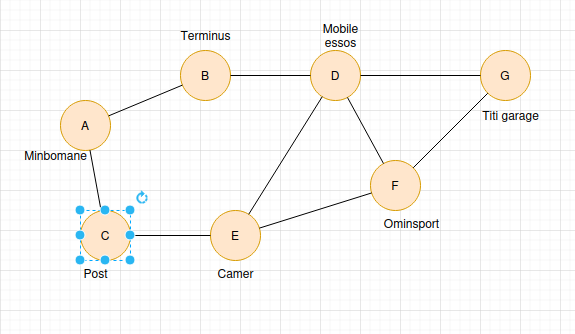 Terminus
Mobile
essos
B
D
G
Titi garage
A
Minbomane
F
Ominsport
C
E
Post
Camer